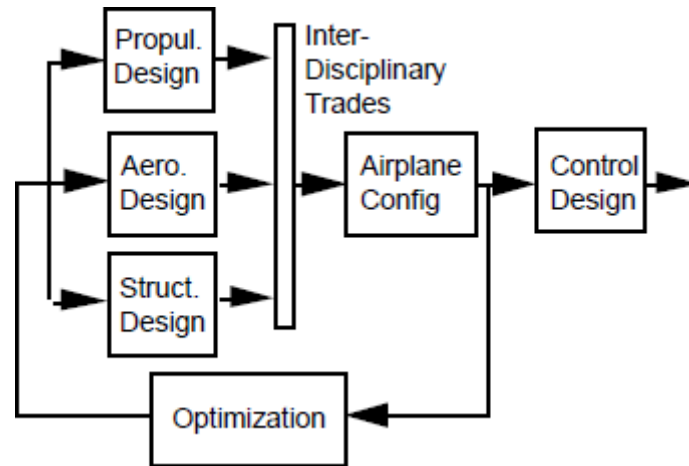 Propul.
Design
Inter-
Disciplinary
Trades
Aero.
Design
Airplane
Config
Control
Design
Struct.
Design
Optimization